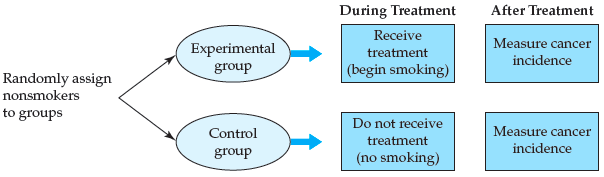 During Treatment
After Treatment
Randomly assign
nonsmokers
to groups
Experimental
group
Receive
treatment
(begin smoking)
Measure cancer
incidence
Control
group
Do not receive
treatment
(no smoking)
Measure cancer
incidence